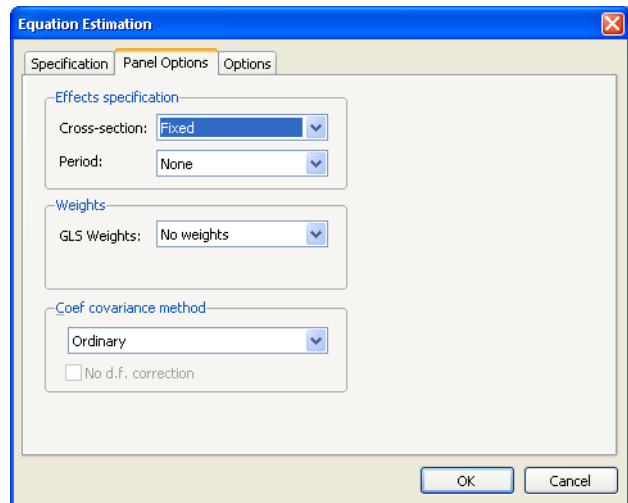 Equation Estimation
Specification Panel Options Options
Effects specification
Cross-section: Fixed
Period: None
Weights
GLS Weights: No weights
Coef covariance method
Ordinary
No d.f. correction
OK Cancel